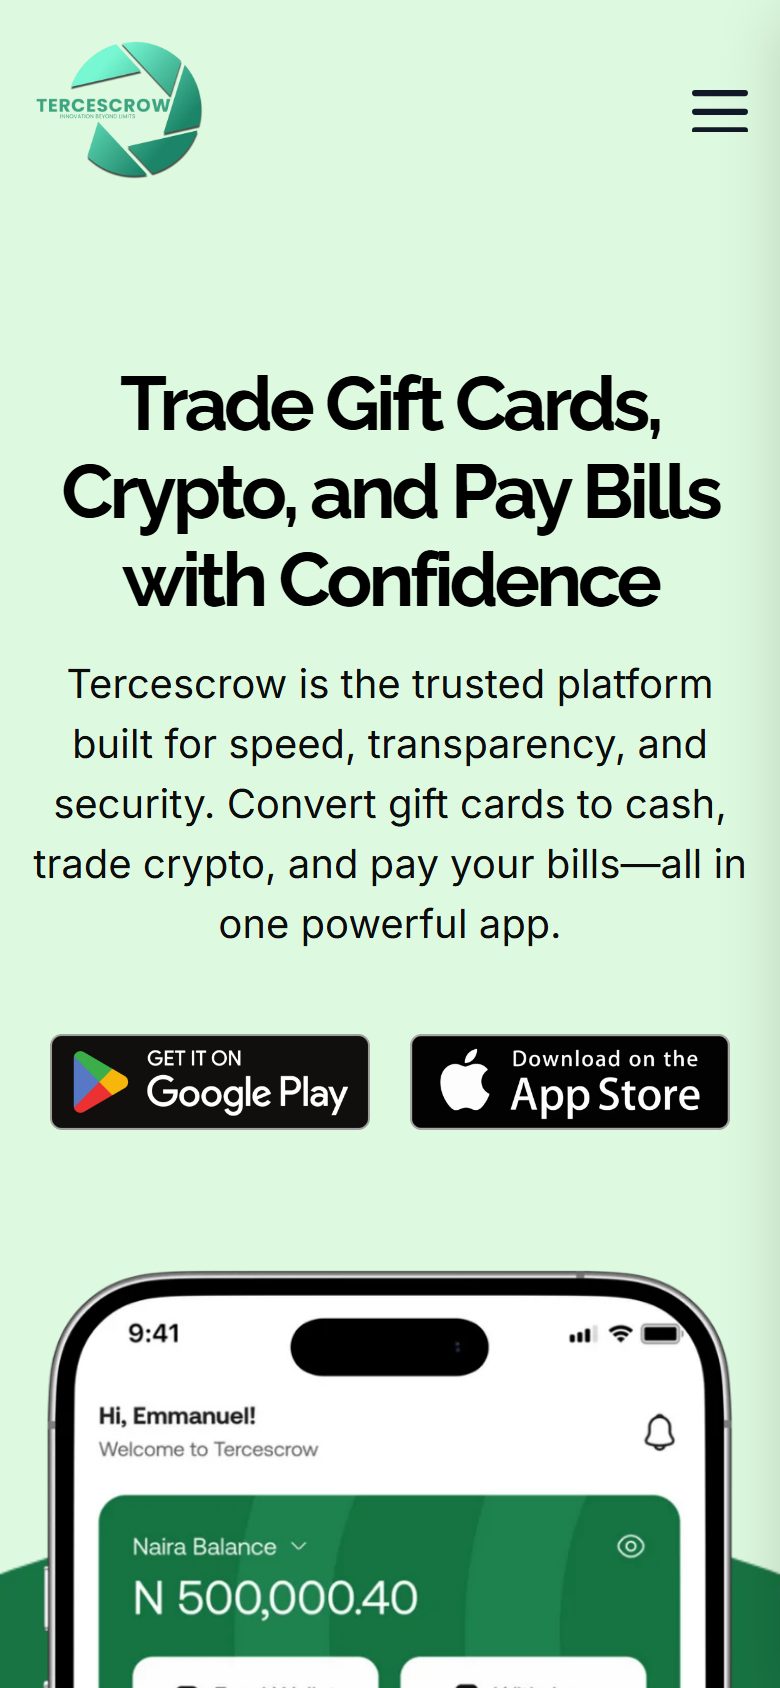 TERCESCROW
INNOVATION BEYOND LIMITS
Trade Gift Cards,
Crypto, and Pay Bills
with Confidence
Tercescrow is the trusted platform
built for speed, transparency, and
security. Convert gift cards to cash,
trade crypto, and pay your bills—all in
one powerful app.
GET IT ON
Google Play
Download on the
App Store
9:41
Hi, Emmanuel!
Welcome to Tercescrow
Naira Balance
N 500,000.40